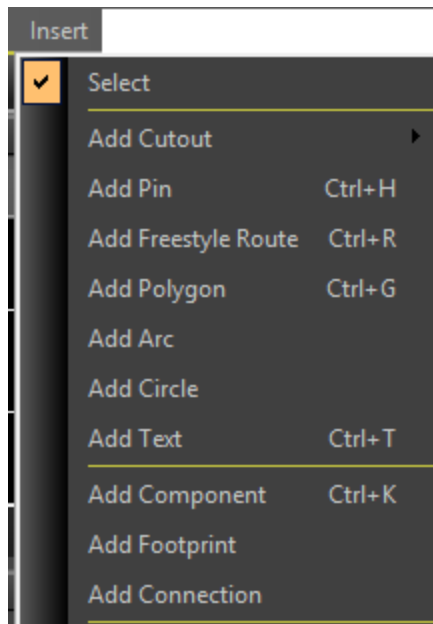 Insert
Select
Add Cutout
Add Pin Ctrl+H
Add Freestyle Route Ctrl+R
Add Polygon Ctrl+G
Add Arc
Add Circle
Add Text Ctrl+T
Add Component Ctrl+K
Add Footprint
Add Connection